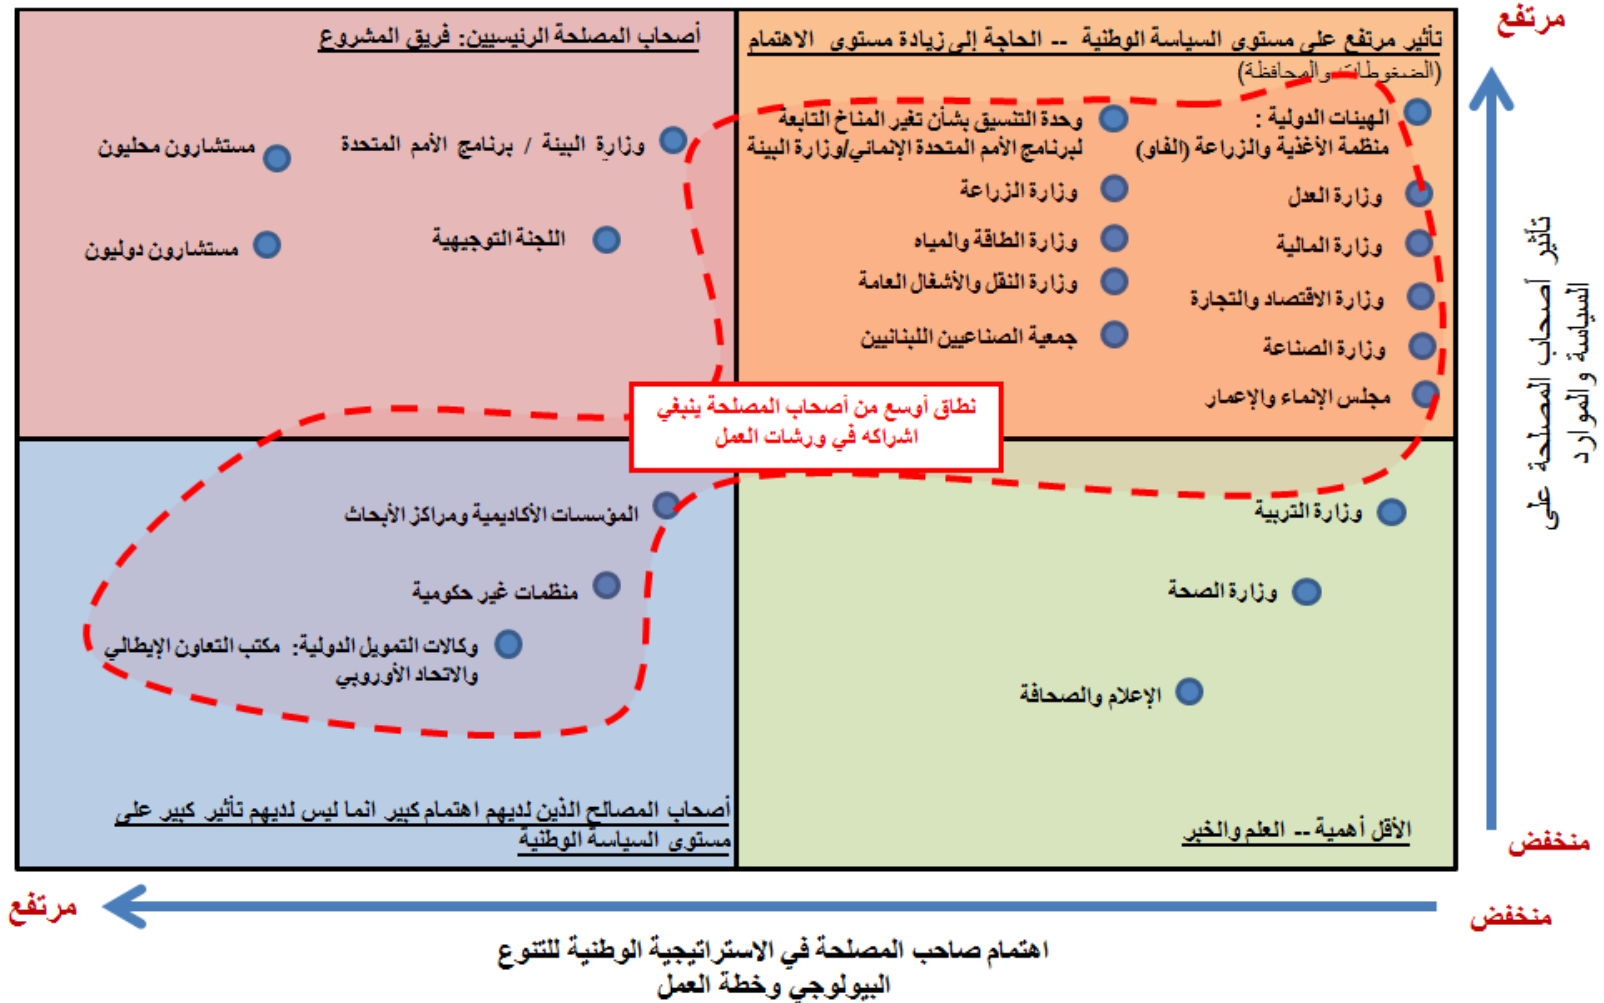 مرتفع
تأثير مرتفع على مستوى السياسة الوطنية -- الحاجة إلى زيادة مستوى الاهتمام
(الضغوطات والمحافظة)
الهيئات الدولية :
منظمة الأغذية والزراعة (الفاو)
وزارة العدل
وزارة المالية
وزارة الاقتصاد والتجارة
وزارة الصناعة
مجلس الإنماء والإعمار
وحدة التنسيق بشأن تغير المناخ التابعة
لبرنامج الأمم المتحدة الإنمائي/وزارة البيئة
وزارة الزراعة
وزارة الطاقة والمياه
وزارة النقل والأشغال العامة
جمعية الصناعيين اللبنانيين
أصحاب المصلحة الرئيسيين: فريق المشروع
وزارة البيئة / برنامج الأمم المتحدة
اللجنة التوجيهية
مستشارون محليون
مستشارون دوليون
نطاق أوسع من أصحاب المصلحة ينبغي
اشراكه في ورشات العمل
تأثير أصحاب المصلحة على
السياسة والموارد
وزارة التربية
وزارة الصحة
الإعلام والصحافة
الأقل أهمية -- العلم والخبر
المؤسسات الأكاديمية ومراكز الأبحاث
منظمات غير حكومية
وكالات التمويل الدولية: مكتب التعاون الإيطالي
والاتحاد الأوروبي
أصحاب المصالح الذين لديهم اهتمام كبير انما ليس لديهم تأثير كبير على
مستوى السياسة الوطنية
منخفض
منخفض
مرتفع
اهتمام صاحب المصلحة في الاستراتيجية الوطنية للتنوع
البيولوجي وخطة العمل